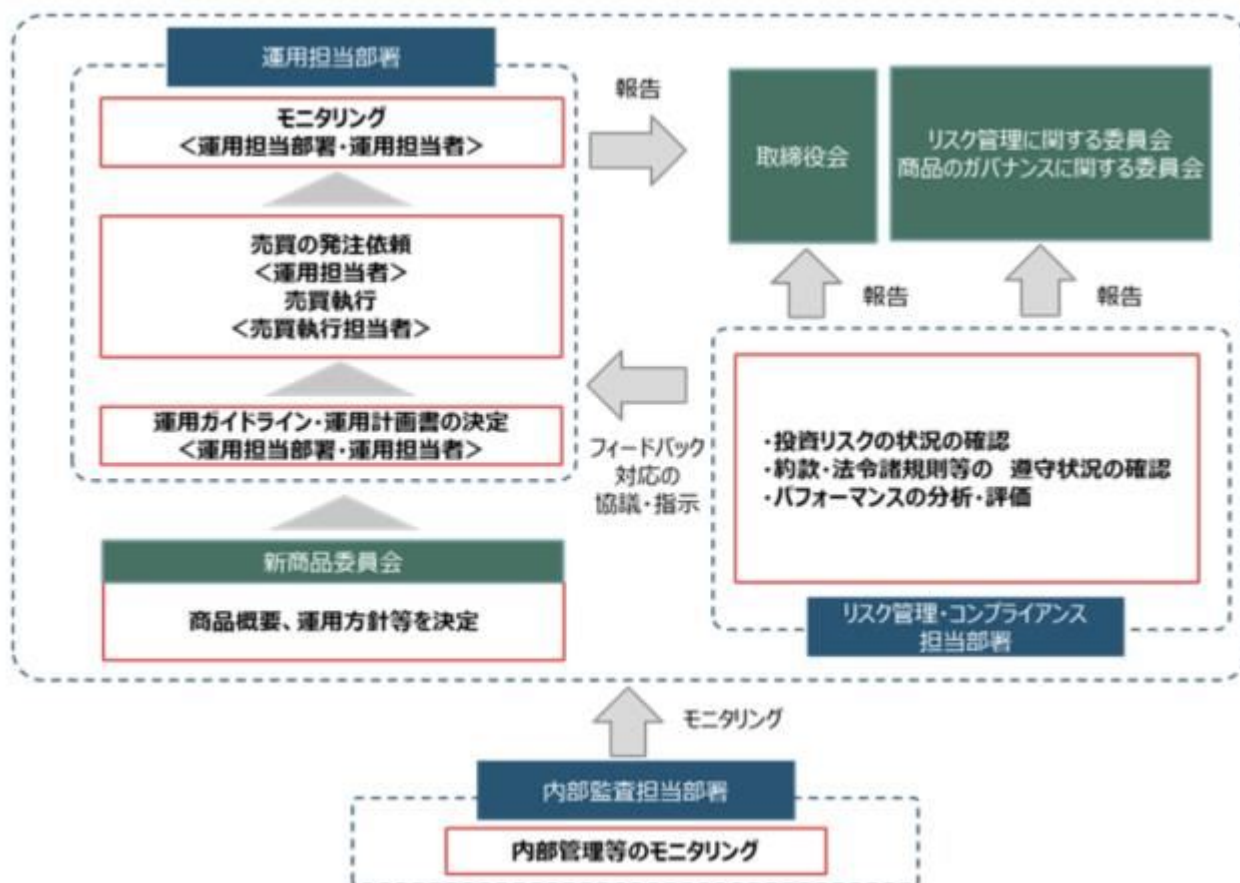 運用担当部署
モニタリング
<運用担当部署・運用担当者>
売買の発注依頼
<運用担当者>
売買執行
<売買執行担当者>
運用ガイドライン・運用計画書の決定
<運用担当部署・運用担当者>
新商品委員会
商品概要、運用方針等を決定
報告
取締役会
リスク管理に関する委員会
商品のガバナンスに関する委員会
報告
報告
フィードバック
対応の
協議・指示
・投資リスクの状況の確認
・約款・法令諸規則等の 遵守状況の確認
・パフォーマンスの分析・評価
リスク管理・コンプライアンス
担当部署
モニタリング
内部監査担当部署
内部管理等のモニタリング